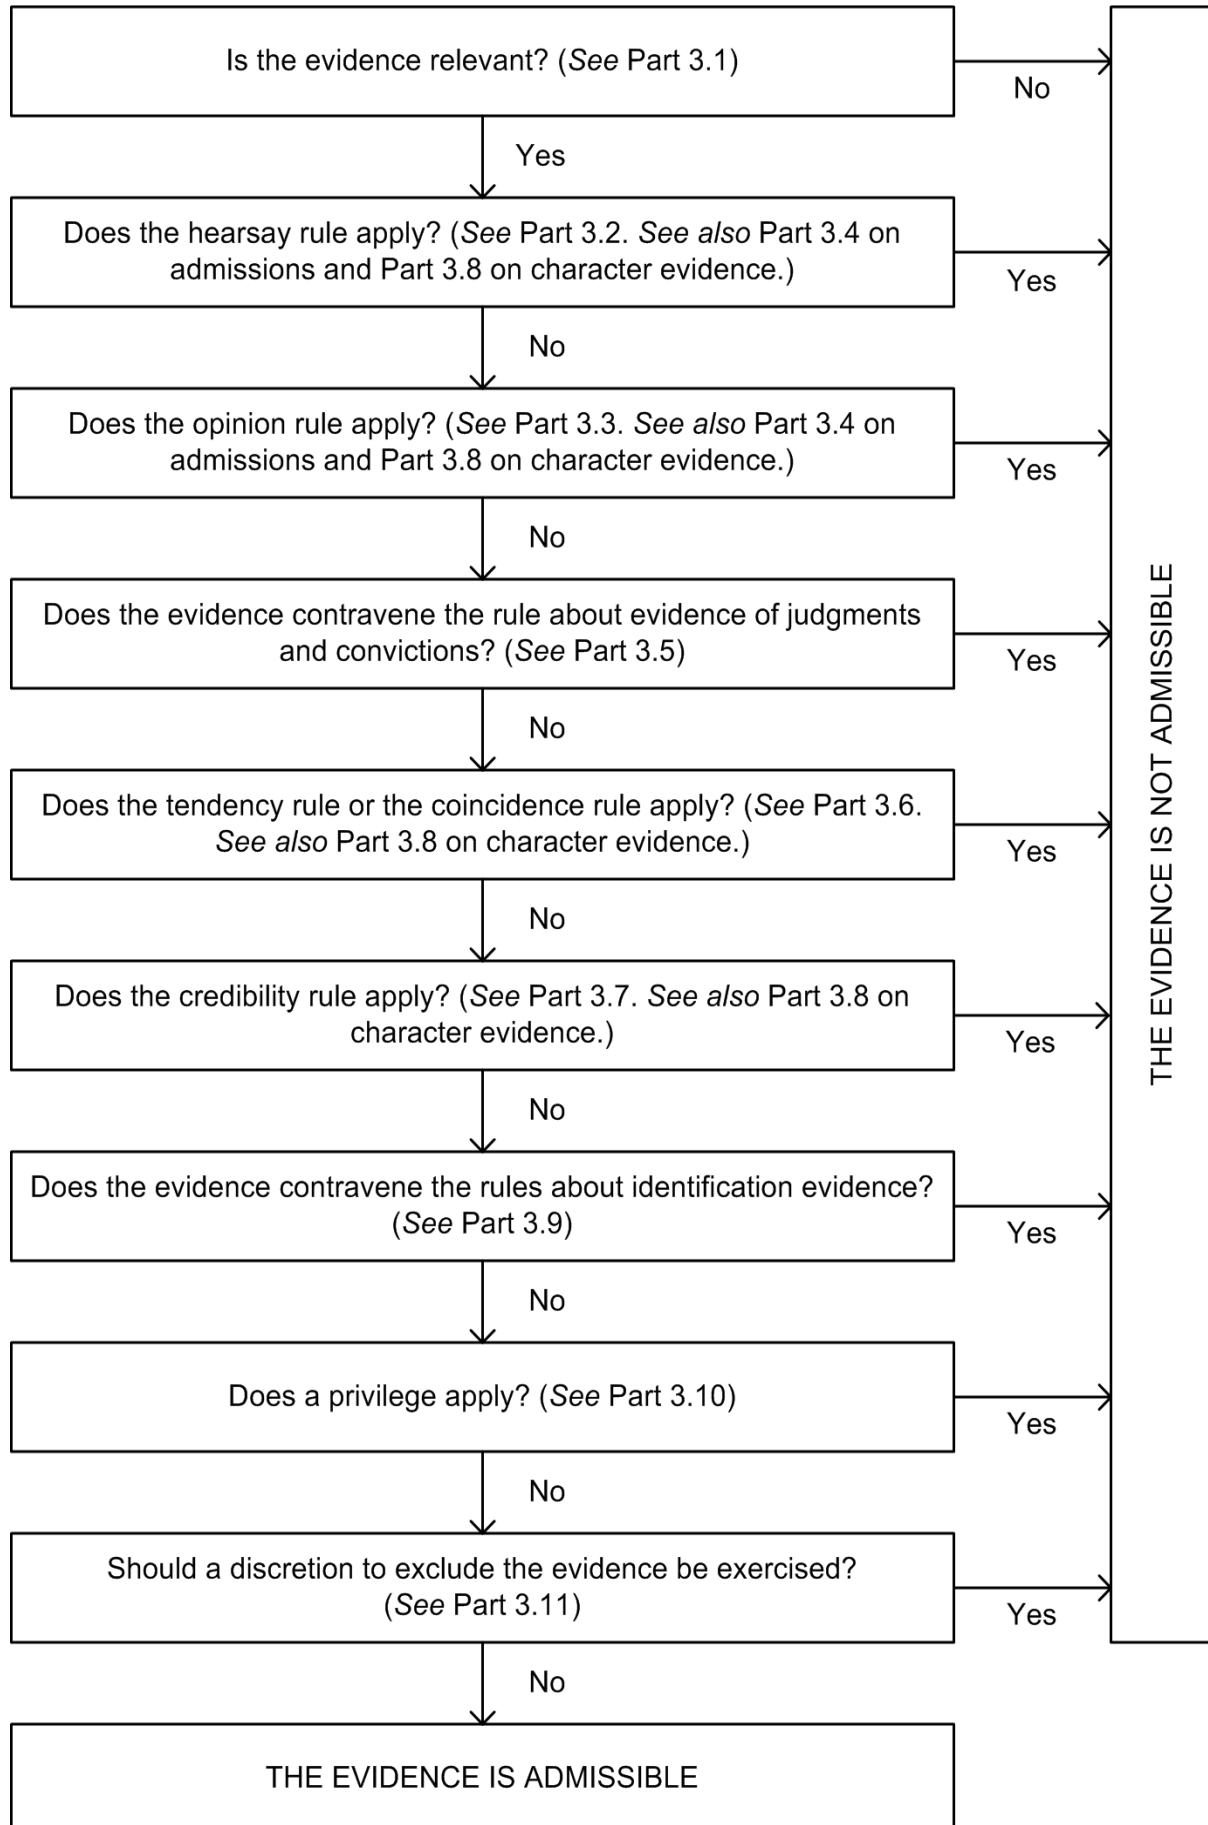 Is the evidence relevant? (See Part 3.1)
No
Yes
Does the hearsay rule apply? (See Part 3.2. See also Part 3.4 on
admissions and Part 3.8 on character evidence.)
Yes
No
Does the opinion rule apply? (See Part 3.3. See also Part 3.4 on
admissions and Part 3.8 on character evidence.)
Yes
No
Does the evidence contravene the rule about evidence of judgments
and convictions? (See Part 3.5)
Yes
No
Does the tendency rule or the coincidence rule apply? (See Part 3.6.
See also Part 3.8 on character evidence.)
Yes
No
Does the credibility rule apply? (See Part 3.7. See also Part 3.8 on
character evidence.)
Yes
No
Does the evidence contravene the rules about identification evidence?
(See Part 3.9)
Yes
No
Does a privilege apply? (See Part 3.10)
Yes
No
Should a discretion to exclude the evidence be exercised?
(See Part 3.11)
Yes
No
THE EVIDENCE IS ADMISSIBLE
THE EVIDENCE IS NOT ADMISSIBLE